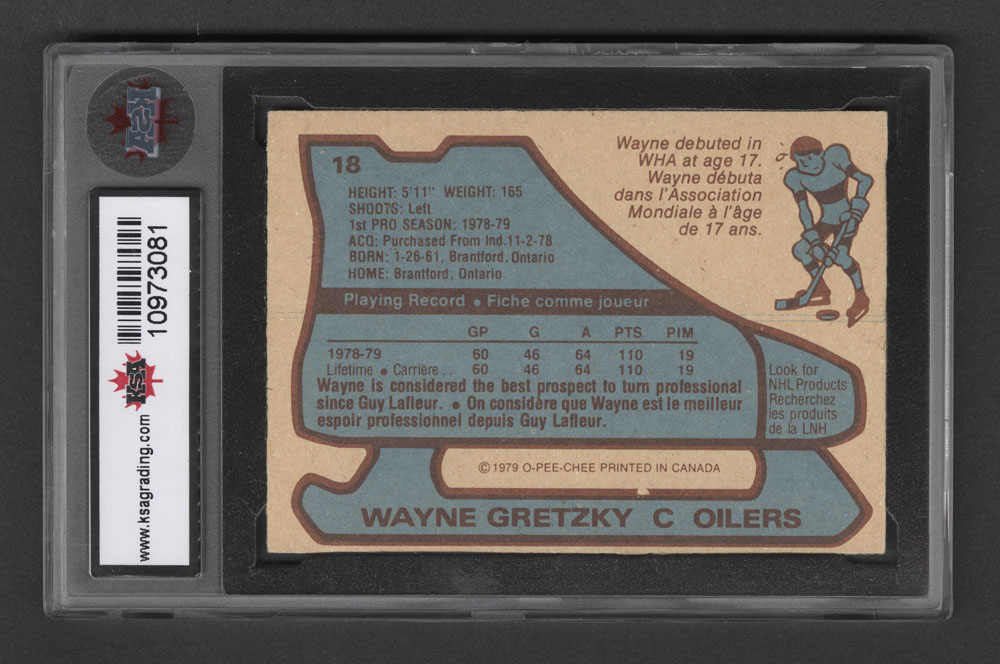 KSA
10973081
KSA
www.ksagrading.com
18
HEIGHT: 5'11" WEIGHT: 165
SHOOTS: Left
1st PRO SEASON: 1978-79
ACQ: Purchased From Ind.11-2-78
BORN: 1-26-61, Brantford, Ontario
HOME: Brantford, Ontario
Wayne debuted in
WHA at age 17.
Wayne débuta
dans l'Association
Mondiale à l'âge
de 17 ans.
Playing Record • Fiche comme joueur
GP G A PTS PIM
1978-79 60 46 64 110 19
Lifetime • Carrière.. 60 46 64 110 19
Wayne is considered the best prospect to turn professional
since Guy Lafleur. • On considère que Wayne est le meilleur
espoir professionnel depuis Guy Lafleur.
Look for
NHL Products
Recherchez
les produits
de la LNH
© 1979 O-PEE-CHEE PRINTED IN CANADA
WAYNE GRETZKY C OILERS